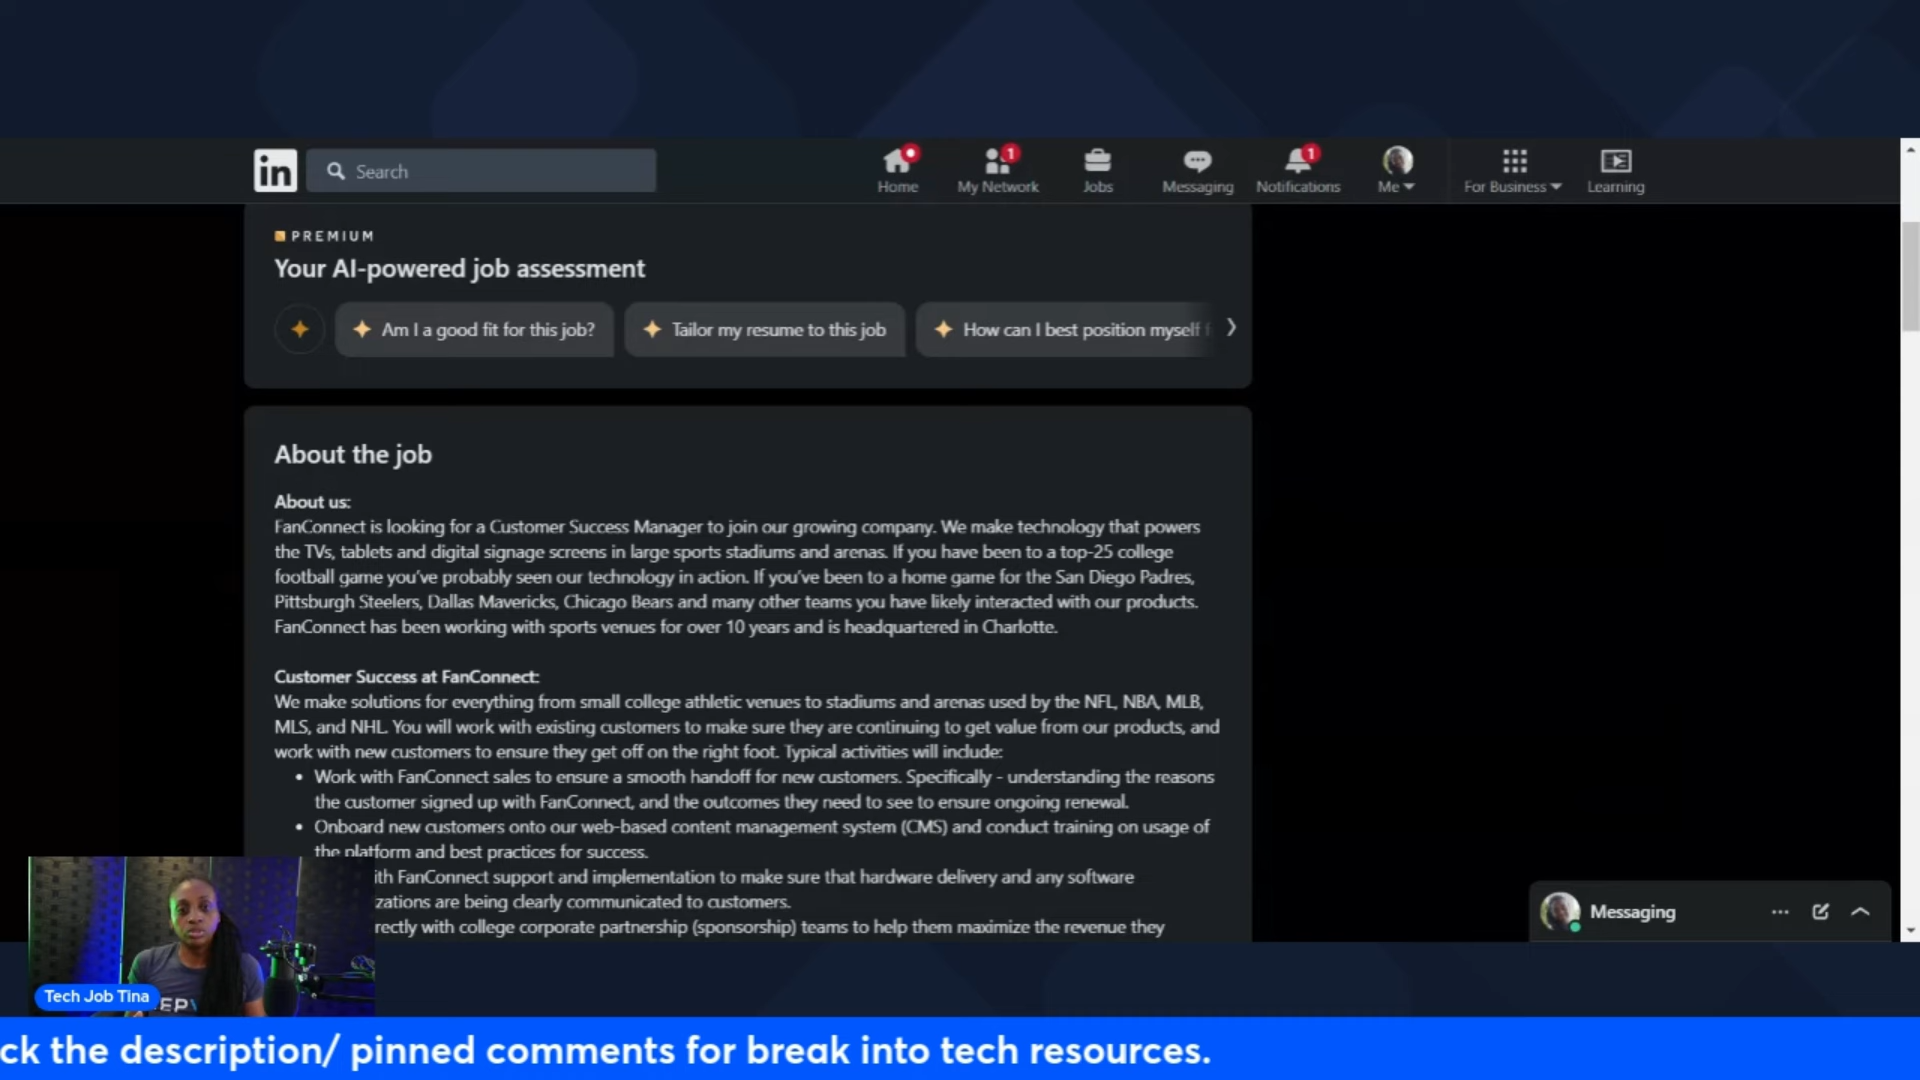 in
Search
Home
1
My Network
Jobs
Messaging
1
Notifications
Me
For Business
Learning
PREMIUM
Your AI-powered job assessment
Am I a good fit for this job?
Tailor my resume to this job
How can I best position myself
About the job
About us:
FanConnect is looking for a Customer Success Manager to join our growing company. We make technology that powers
the TVs, tablets and digital signage screens in large sports stadiums and arenas. If you have been to a top-25 college
football game you've probably seen our technology in action. If you've been to a home game for the San Diego Padres,
Pittsburgh Steelers, Dallas Mavericks, Chicago Bears and many other teams you have likely interacted with our products.
FanConnect has been working with sports venues for over 10 years and is headquartered in Charlotte.
Customer Success at FanConnect:
We make solutions for everything from small college athletic venues to stadiums and arenas used by the NFL, NBA, MLB,
MLS, and NHL. You will work with existing customers to make sure they are continuing to get value from our products, and
work with new customers to ensure they get off on the right foot. Typical activities will include:
• Work with FanConnect sales to ensure a smooth handoff for new customers. Specifically - understanding the reasons
the customer signed up with FanConnect, and the outcomes they need to see to ensure ongoing renewal.
• Onboard new customers onto our web-based content management system (CMS) and conduct training on usage of
the platform and best practices for success.
ith FanConnect support and implementation to make sure that hardware delivery and any software
izations are being clearly communicated to customers.
rectly with college corporate partnership (sponsorship) teams to help them maximize the revenue they
Messaging
Tech Job Tina
ck the description/ pinned comments for break into tech resources.